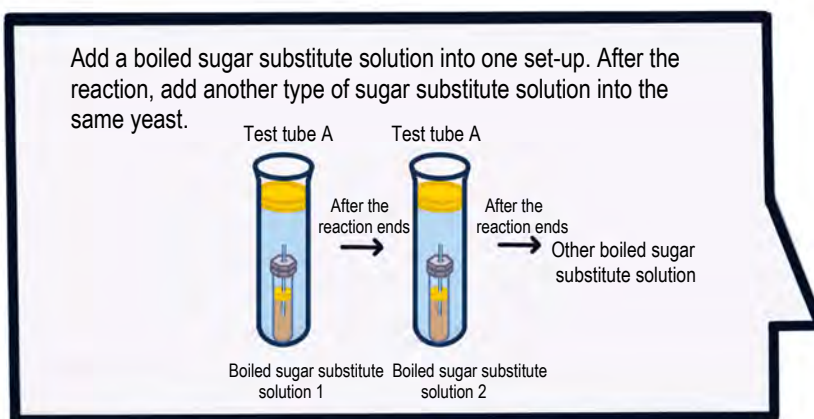 Add a boiled sugar substitute solution into one set-up. After the
reaction, add another type of sugar substitute solution into the
same yeast.
Test tube A
Test tube A
After the
reaction ends
After the
reaction ends
Other boiled sugar
substitute solution
Boiled sugar substitute
solution 1
Boiled sugar substitute
solution 2